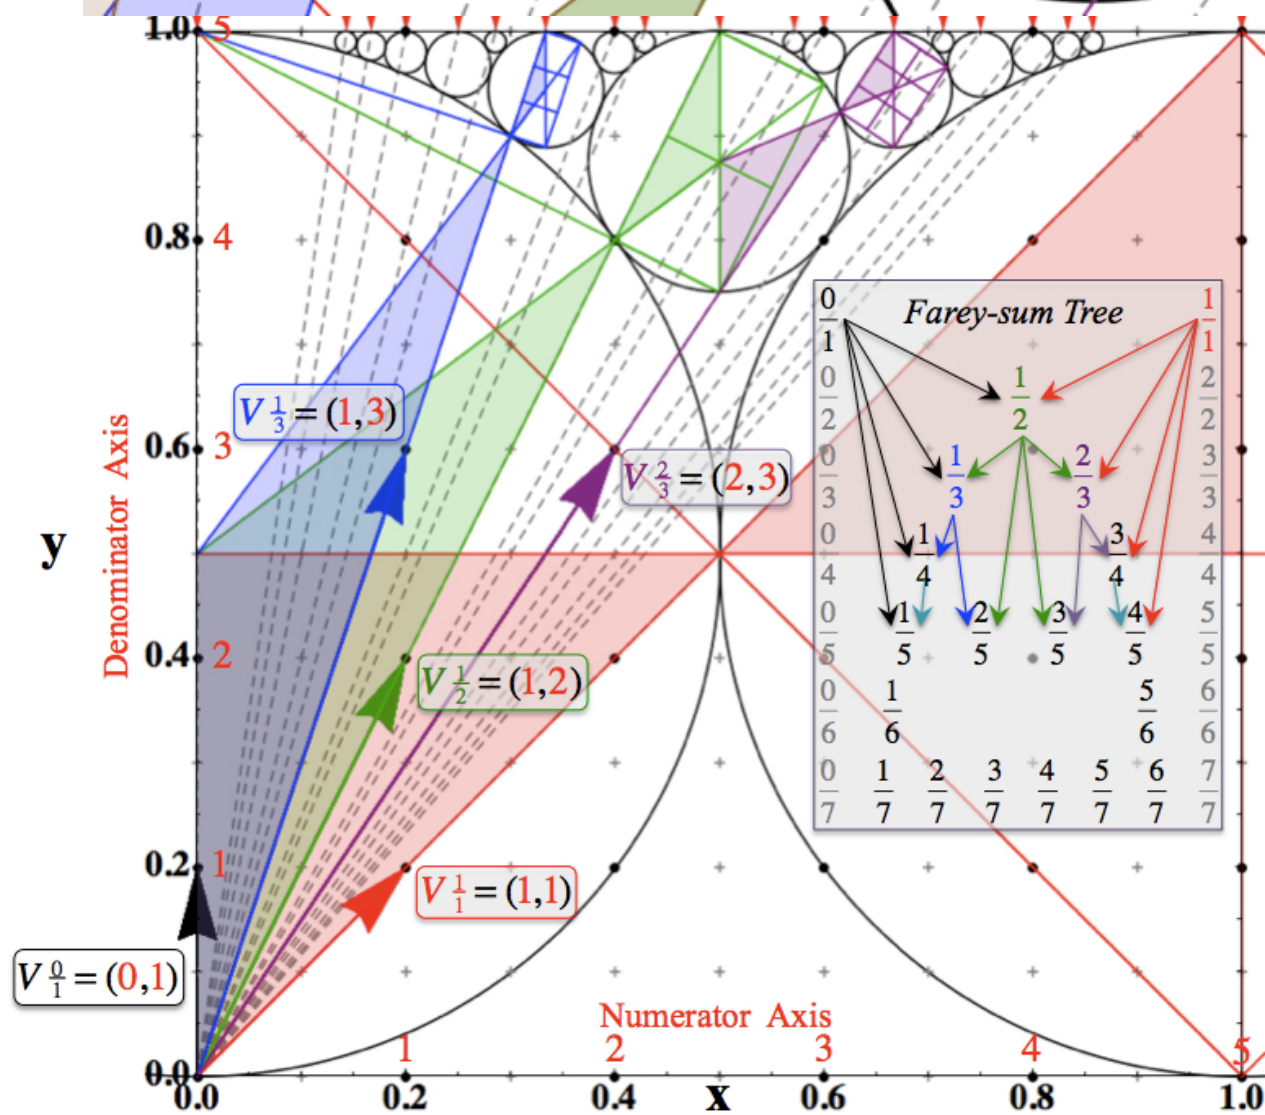 1.0 5
0.8 4
0.6 3
0.4 2
0.2 1
0.0
y
Denominator Axis
V 1/3 = (1,3)
V 2/3 = (2,3)
V 1/2 = (1,2)
V 1/1 = (1,1)
V 0/1 = (0,1)
Farey-sum Tree
0/1 1/1
0/2 1/2 2/2
0/3 1/3 2/3 3/3
0/4 1/4 3/4 4/4
0/5 1/5 2/5 3/5 4/5 5/5
0/6 1/6 5/6 6/6
0/7 1/7 2/7 3/7 4/7 5/7 6/7 7/7
Numerator Axis
1 2 3 4 5
0.0 0.2 0.4 x 0.6 0.8 1.0